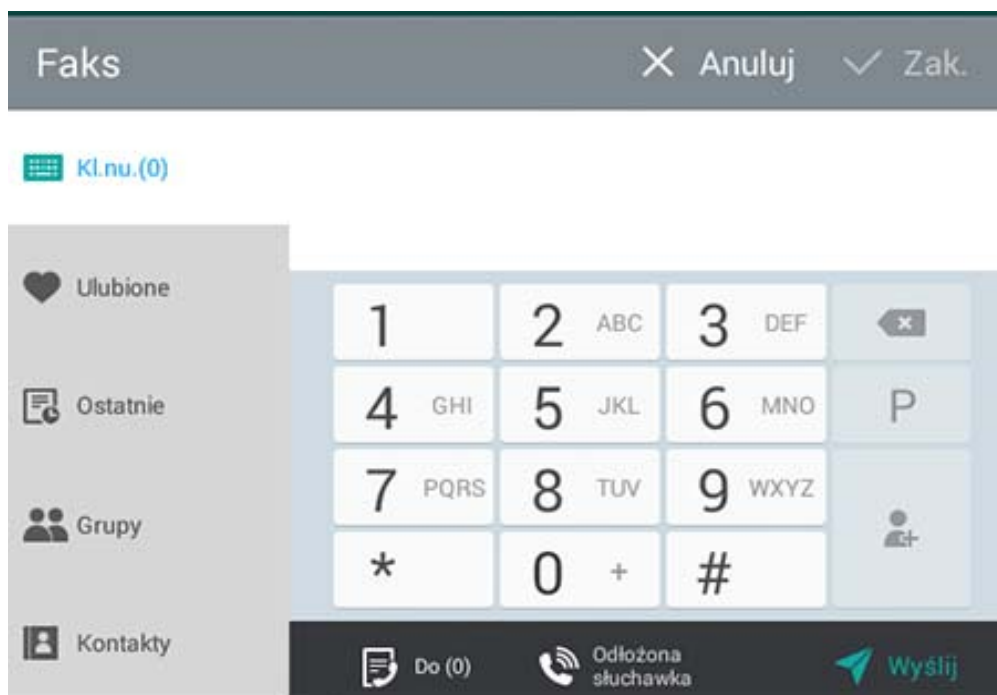 Faks
Anuluj
Zak.
Kl.nu.(0)
Ulubione
Ostatnie
Grupy
Kontakty
1
2 ABC
3 DEF
4 GHI
5 JKL
6 MNO
P
7 PQRS
8 TUV
9 WXYZ
*
0 +
#
Do (0)
Odłożona
słuchawka
Wyślij